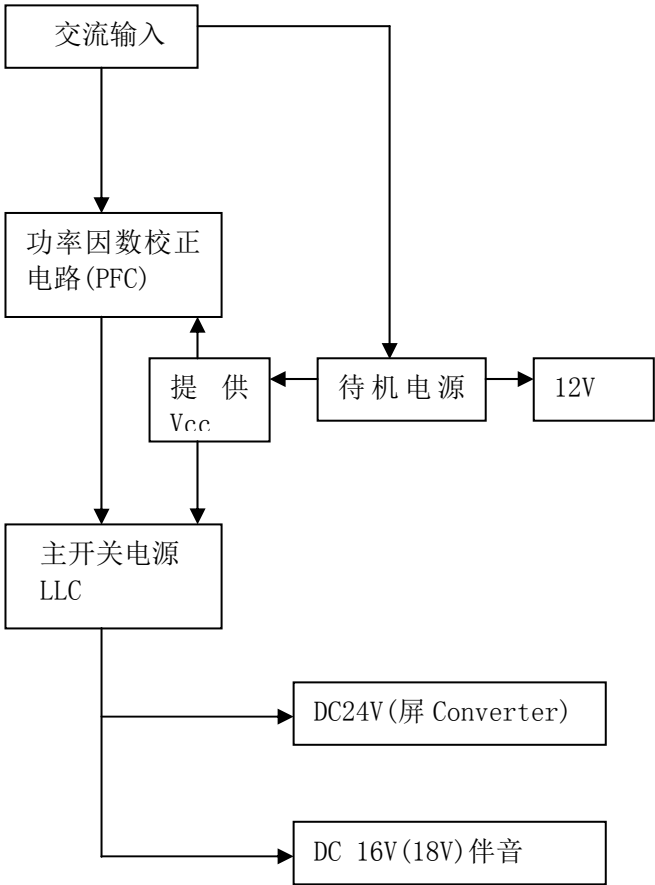 交流输入
功率因数校正
电路(PFC)
提 供
Vcc
待机电源
12V
主开关电源
LLC
DC24V(屏 Converter)
DC 16V(18V)伴音